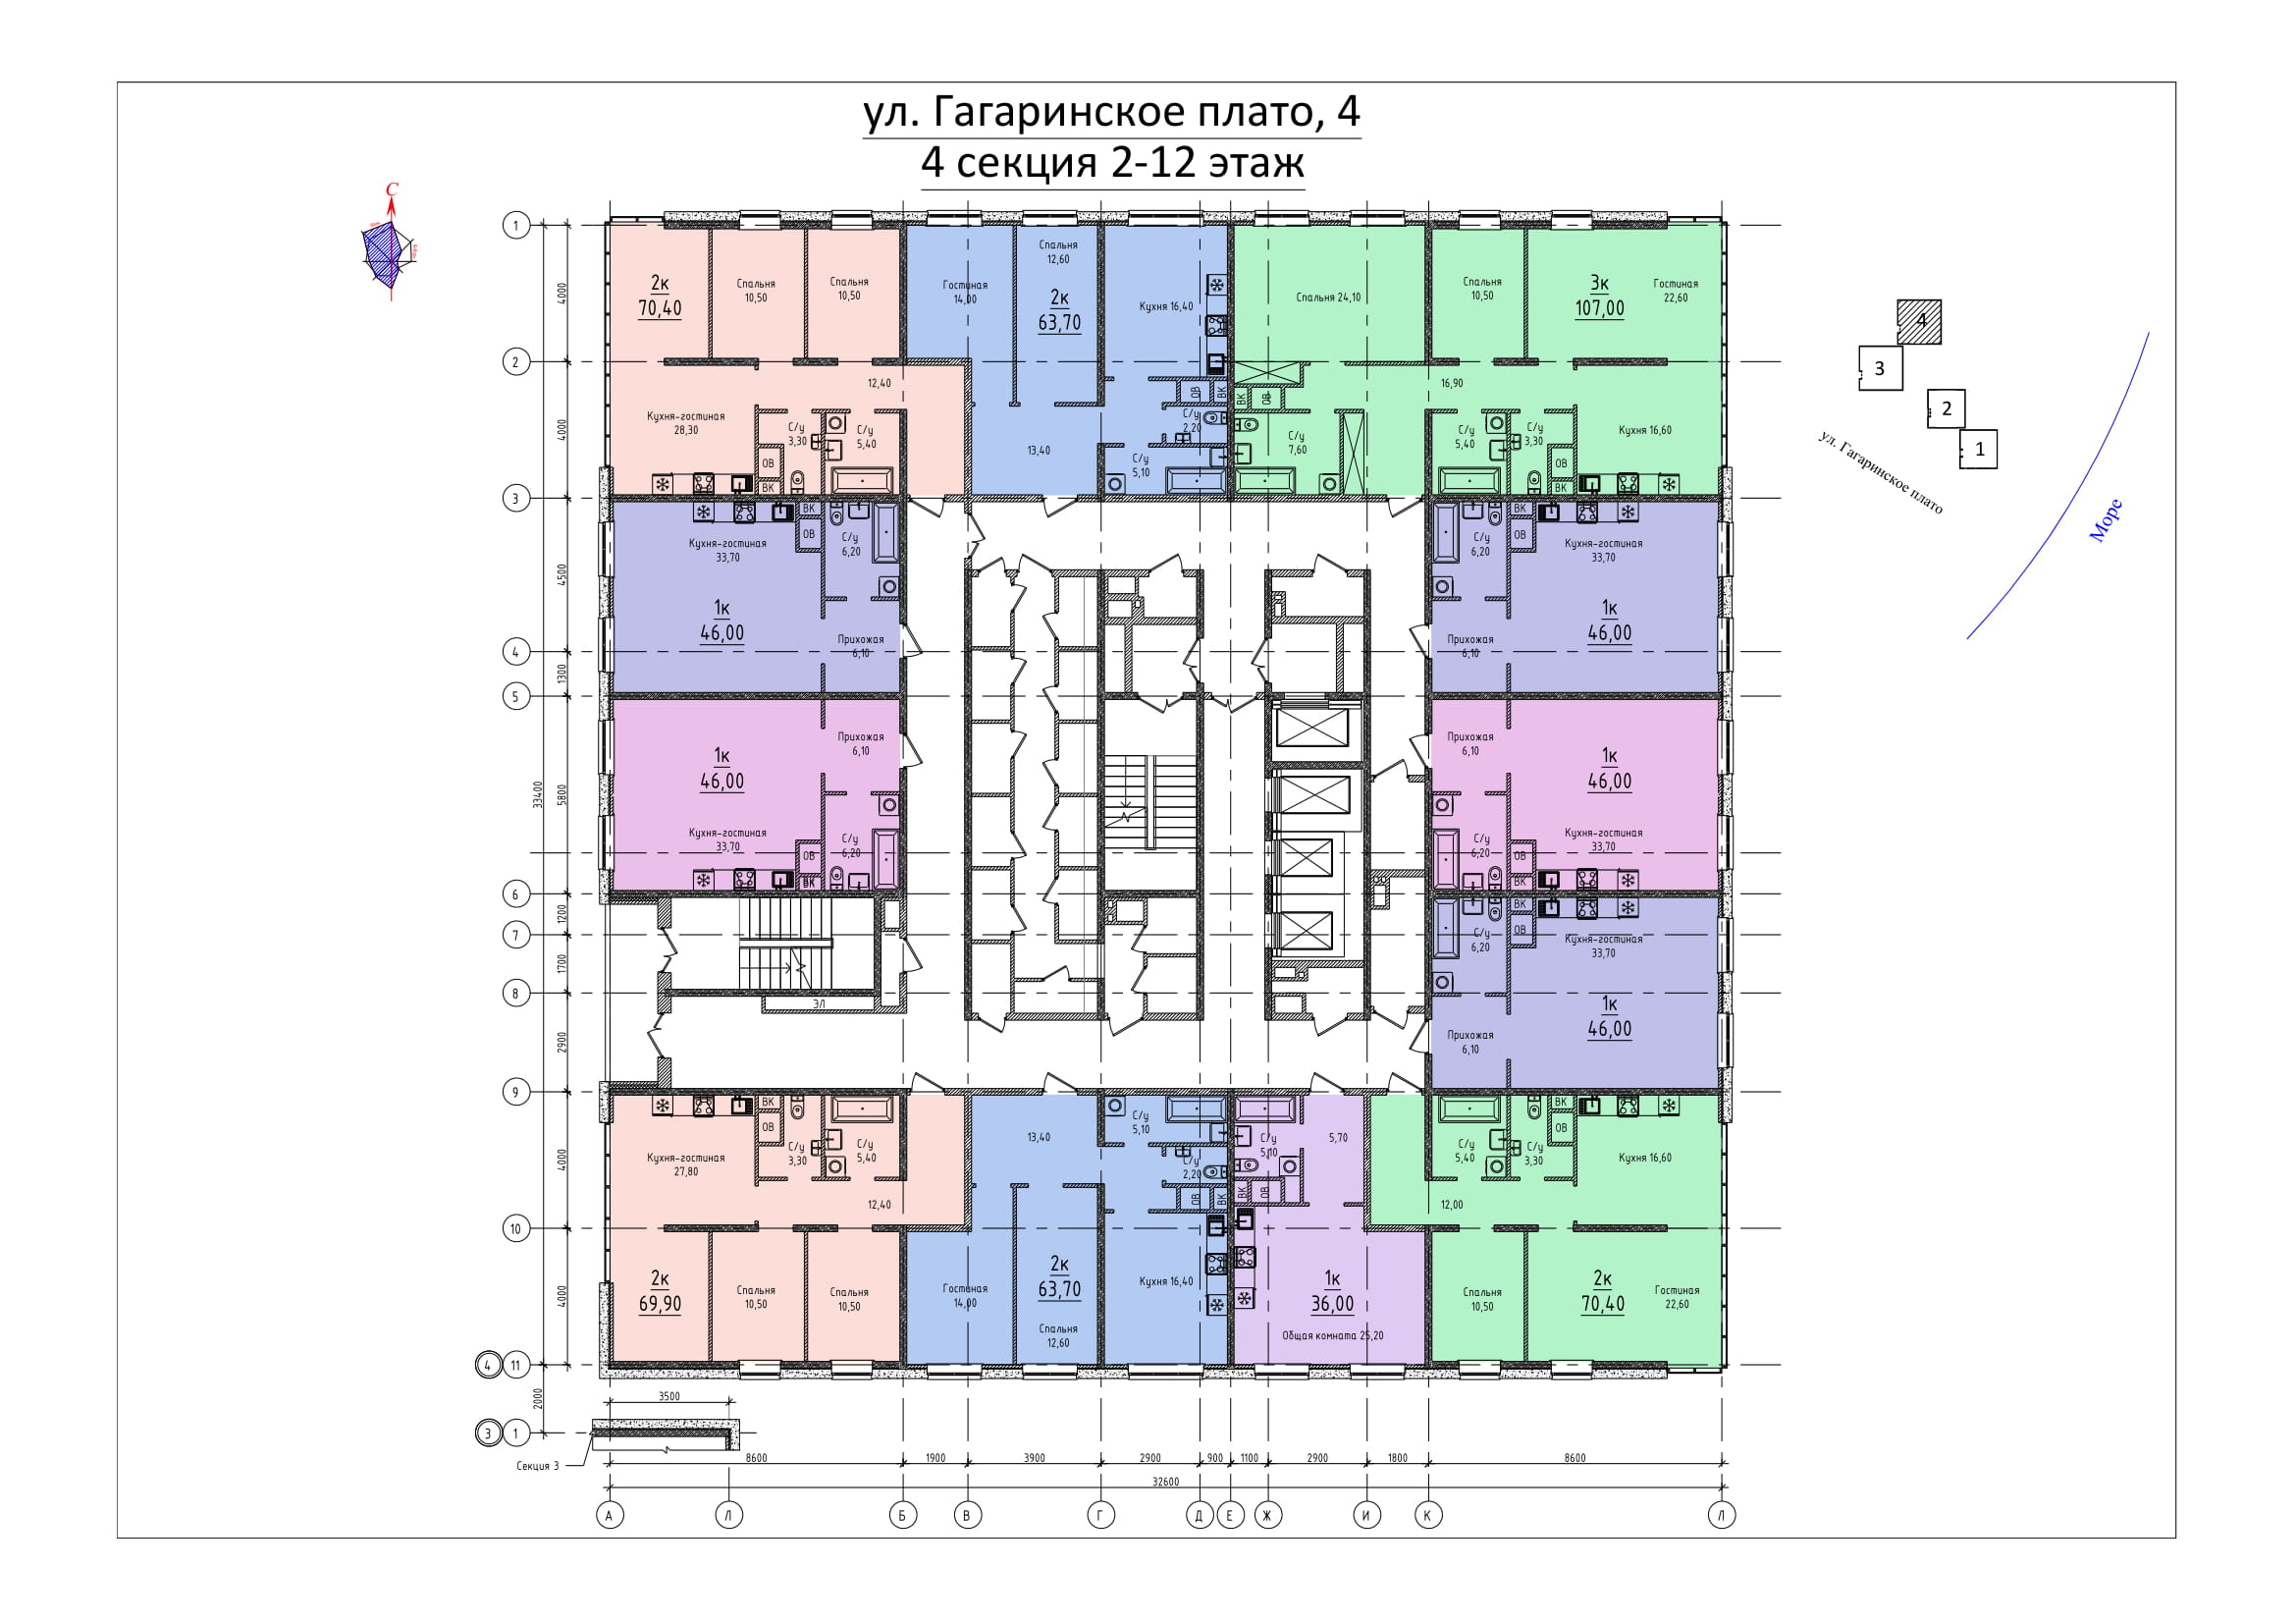 ул. Гагаринское плато, 4
4 секция 2-12 этаж
С
1
2
3
4
5
6
7
8
9
10
4 11
3 1
4000
4000
4500
1300
5800
1200
1700
2900
4000
4000
33400
2000
2к
70,40
Спальня
10,50
Спальня
10,50
12,40
Кухня-гостиная
28,30
С/у
3,30
С/у
5,40
ОВ
ВК
Гостиная
14,00
Спальня
12,60
2к
63,70
Кухня 16,40
13,40
ОВ
ВК
С/у
2,20
С/у
5,10
Спальня 24,10
ВК
ОВ
С/у
7,60
16,90
Спальня
10,50
3к
107,00
Гостиная
22,60
С/у
5,40
С/у
3,30
Кухня 16,60
ОВ
ВК
Кухня-гостиная
33,70
ВК
ОВ
С/у
6,20
1к
46,00
Прихожая
6,10
С/у
6,20
ВК
ОВ
Кухня-гостиная
33,70
1к
46,00
Прихожая
6,10
1к
46,00
Прихожая
6,10
Кухня-гостиная
33,70
ОВ
ВК
С/у
6,20
Прихожая
6,10
1к
46,00
С/у
6,20
ОВ
ВК
Кухня-гостиная
33,70
ВК
ОВ
С/у
6,20
Кухня-гостиная
33,70
1к
46,00
Прихожая
6,10
ЭЛ
ВК
ОВ
Кухня-гостиная
27,80
С/у
3,30
С/у
5,40
12,40
2к
69,90
Спальня
10,50
Спальня
10,50
13,40
С/у
5,10
С/у
2,20
ОВ
ВК
Гостиная
14,00
2к
63,70
Спальня
12,60
Кухня 16,40
С/у
5,10
5,70
ВК
ОВ
1к
36,00
Общая комната 25,20
С/у
5,40
С/у
3,30
ВК
ОВ
Кухня 16,60
12,00
Спальня
10,50
2к
70,40
Гостиная
22,60
3500
Секция 3
8600
1900
3900
2900
900
1100
2900
1800
8600
32600
А
Л
Б
В
Г
Д
Е
Ж
И
К
Л
4
3
2
1
ул. Гагаринское плато
Море